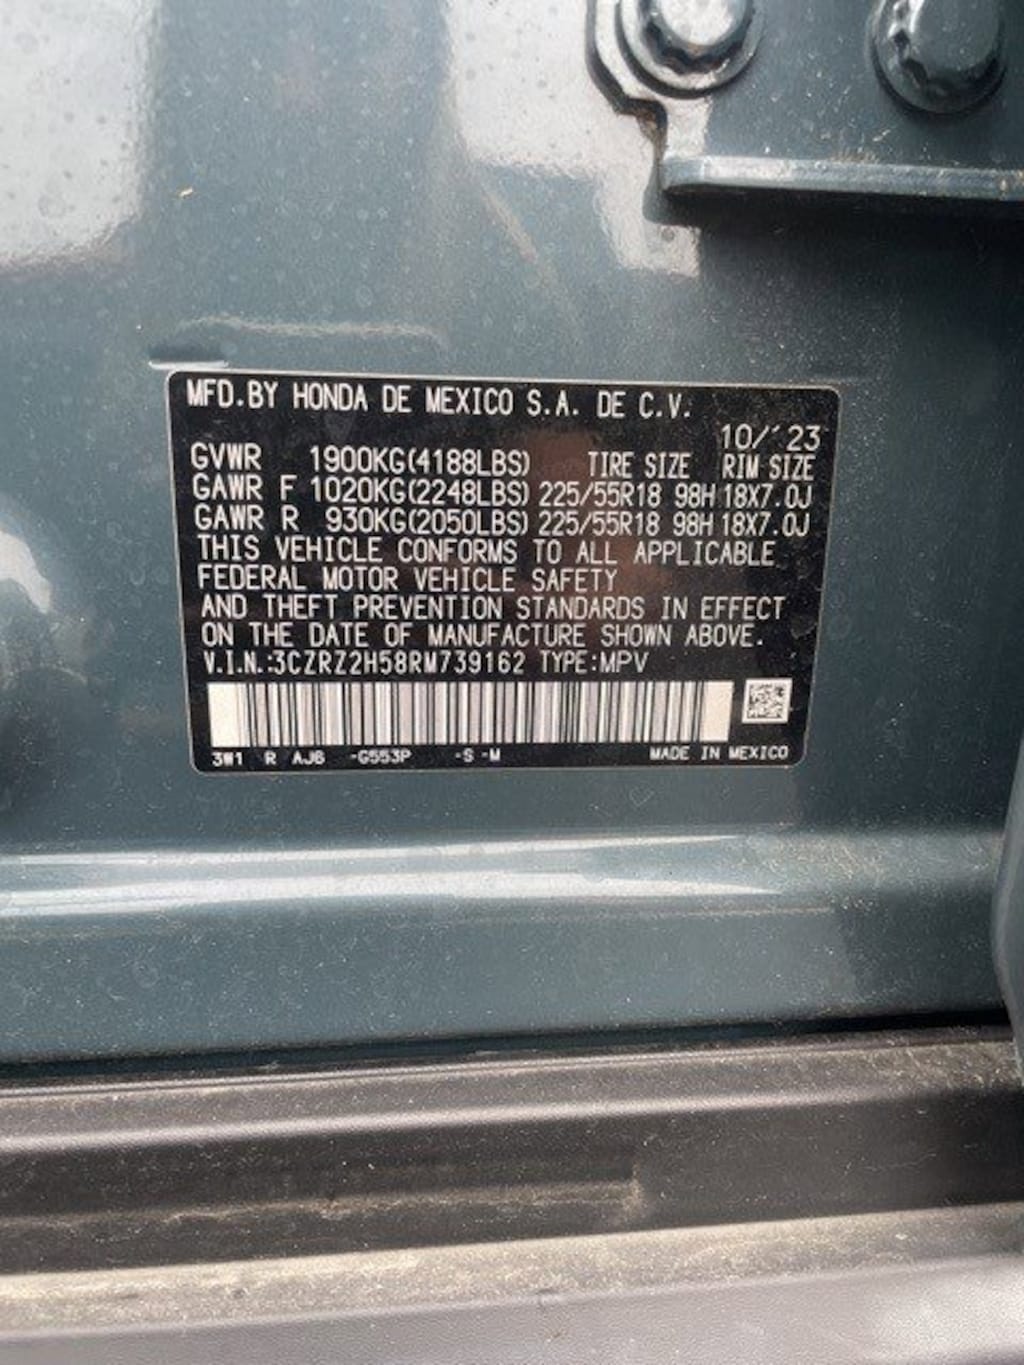 MFD.BY HONDA DE MEXICO S.A. DE C.V.
10/'23
GVWR 1900KG(4188LBS) TIRE SIZE RIM SIZE
GAWR F 1020KG(2248LBS) 225/55R18 98H 18X7.0J
GAWR R 930KG(2050LBS) 225/55R18 98H 18X7.0J
THIS VEHICLE CONFORMS TO ALL APPLICABLE
FEDERAL MOTOR VEHICLE SAFETY
AND THEFT PREVENTION STANDARDS IN EFFECT
ON THE DATE OF MANUFACTURE SHOWN ABOVE.
V.I.N.:3CZRZ2H58RM739162 TYPE:MPV
3W1 R AJ6 -G553P -S -M MADE IN MEXICO